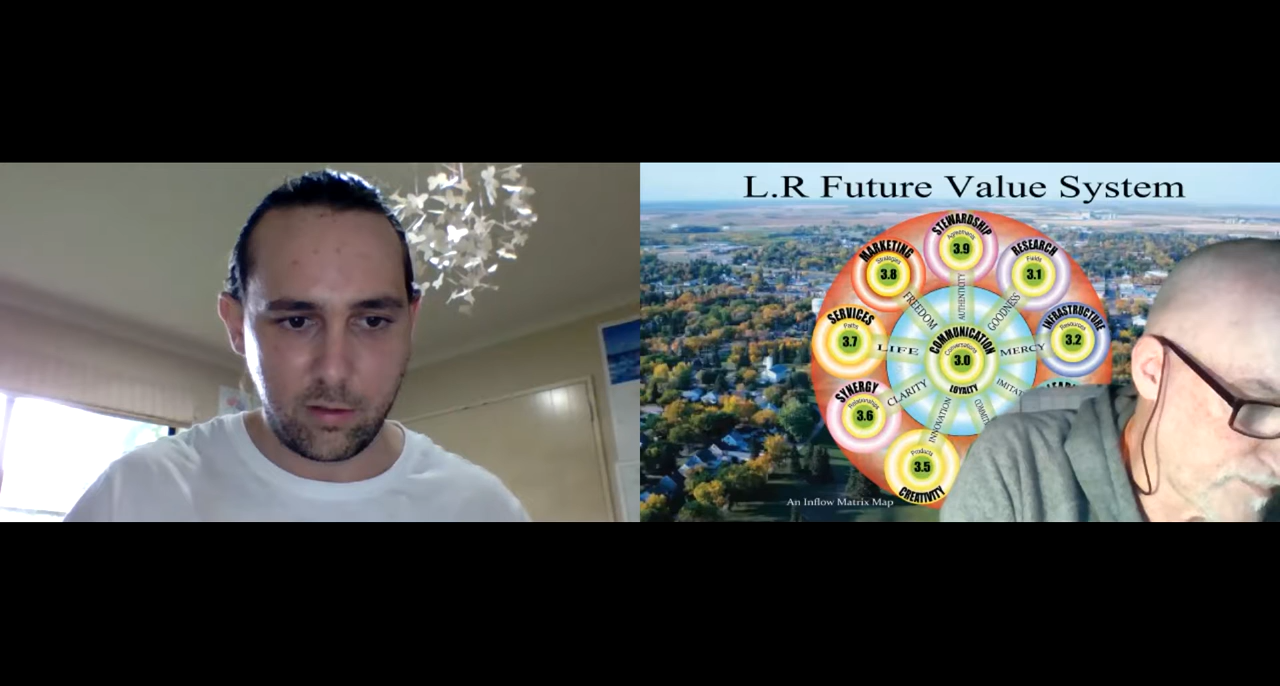 L.R Future Value System
STEWARDSHIP
Agreements
3.9
MARKETING
Strategies
3.8
RESEARCH
Fields
3.1
SERVICES
Paths
3.7
INFRASTRUCTURE
Resources
3.2
COMMUNICATION
Conversations
3.0
LOYALTY
SYNERGY
Relationships
3.6
Products
3.5
CREATIVITY
FREEDOM
AUTHENTICITY
GOODNESS
LIFE
MERCY
CLARITY
INNOVATION
An Inflow Matrix Map